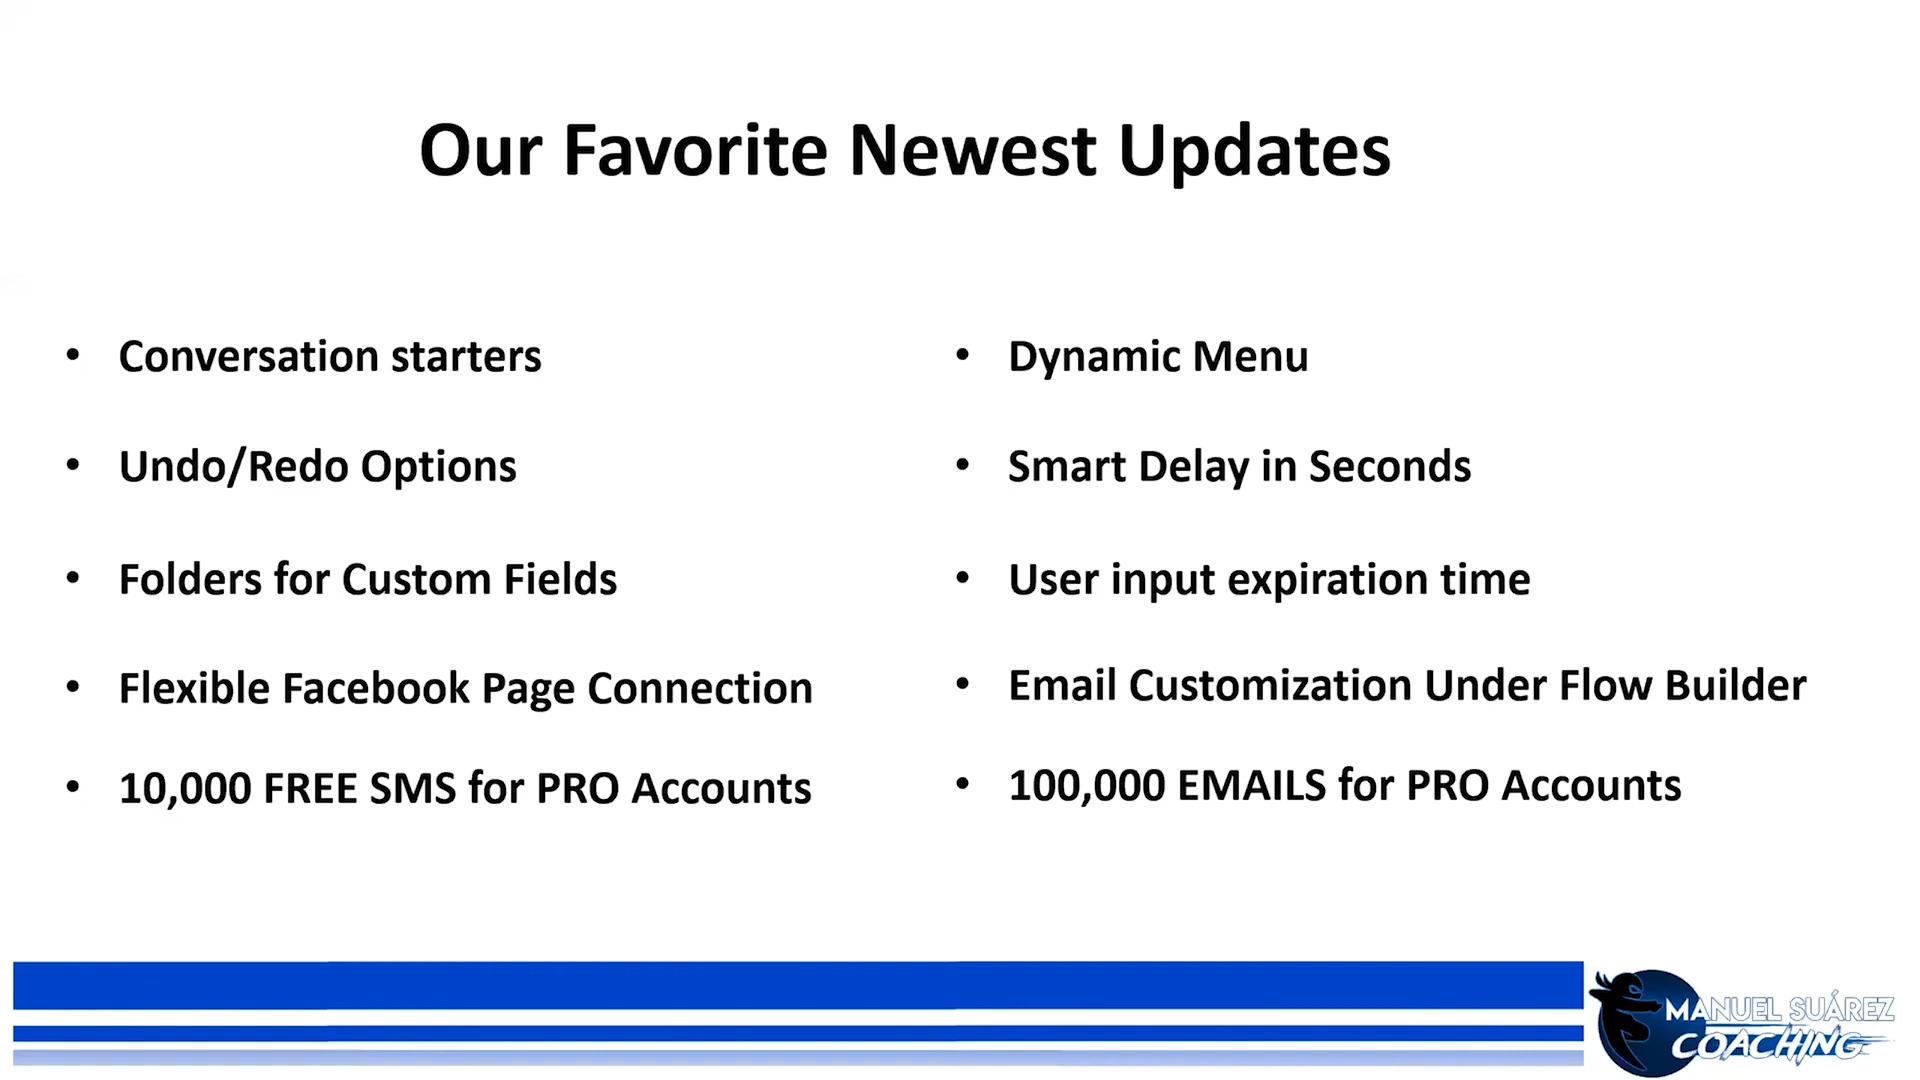 Our Favorite Newest Updates
• Conversation starters
• Undo/Redo Options
• Folders for Custom Fields
• Flexible Facebook Page Connection
• 10,000 FREE SMS for PRO Accounts
• Dynamic Menu
• Smart Delay in Seconds
• User input expiration time
• Email Customization Under Flow Builder
• 100,000 EMAILS for PRO Accounts
MANUEL SUÁREZ
COACHING